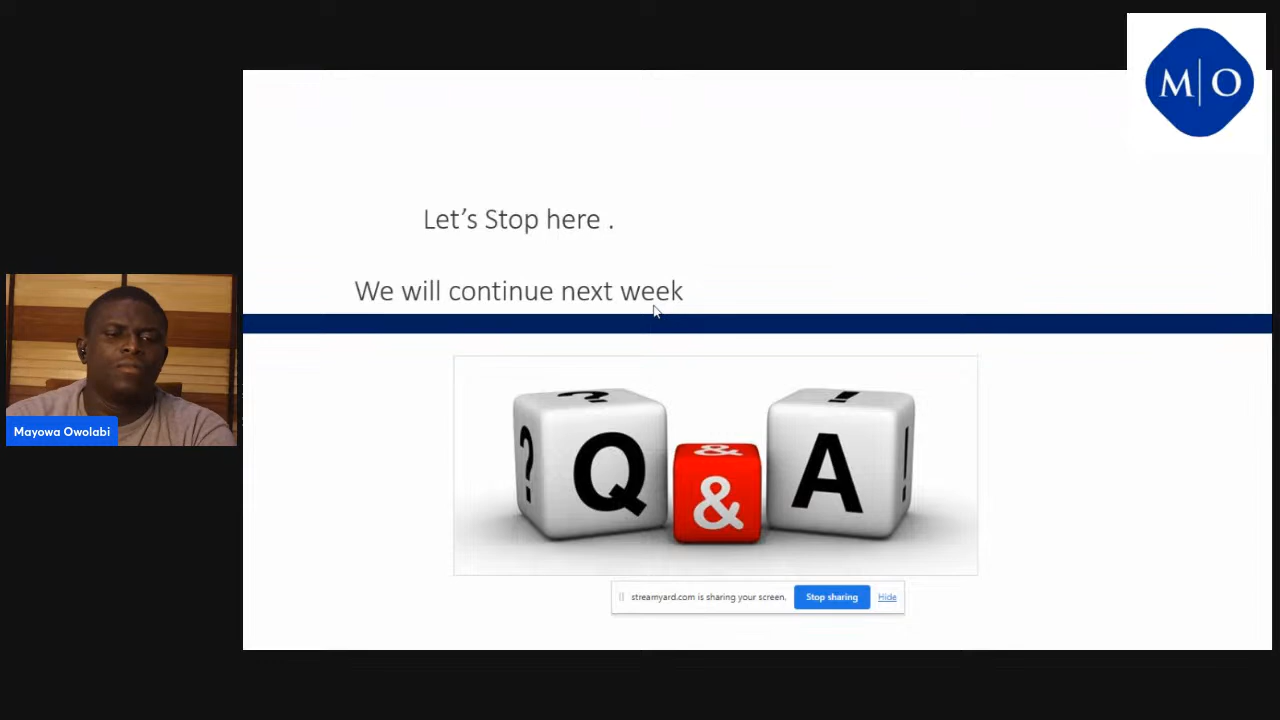 M|O
Let's Stop here .
We will continue next week
Mayowa Owolabi
? ? Q & & A ! !
streamyard.com is sharing your screen. Stop sharing Hide